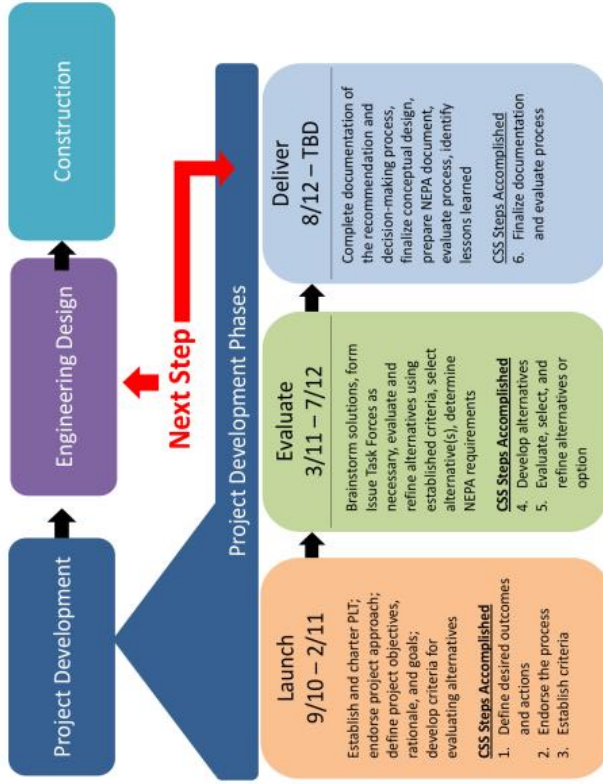 Project Development
Engineering Design
Construction
Next Step
Project Development Phases
Launch
9/10 – 2/11
Establish and charter PLT;
endorse project approach;
define project objectives,
rationale, and goals;
develop criteria for
evaluating alternatives
CSS Steps Accomplished
1. Define desired outcomes
and actions
2. Endorse the process
3. Establish criteria
Evaluate
3/11 – 7/12
Brainstorm solutions, form
Issue Task Forces as
necessary, evaluate and
refine alternatives using
established criteria, select
alternative(s), determine
NEPA requirements
CSS Steps Accomplished
4. Develop alternatives
5. Evaluate, select, and
refine alternatives or
option
Deliver
8/12 – TBD
Complete documentation of
the recommendation and
decision-making process,
finalize conceptual design,
prepare NEPA document,
evaluate process, identify
lessons learned
CSS Steps Accomplished
6. Finalize documentation
and evaluate process